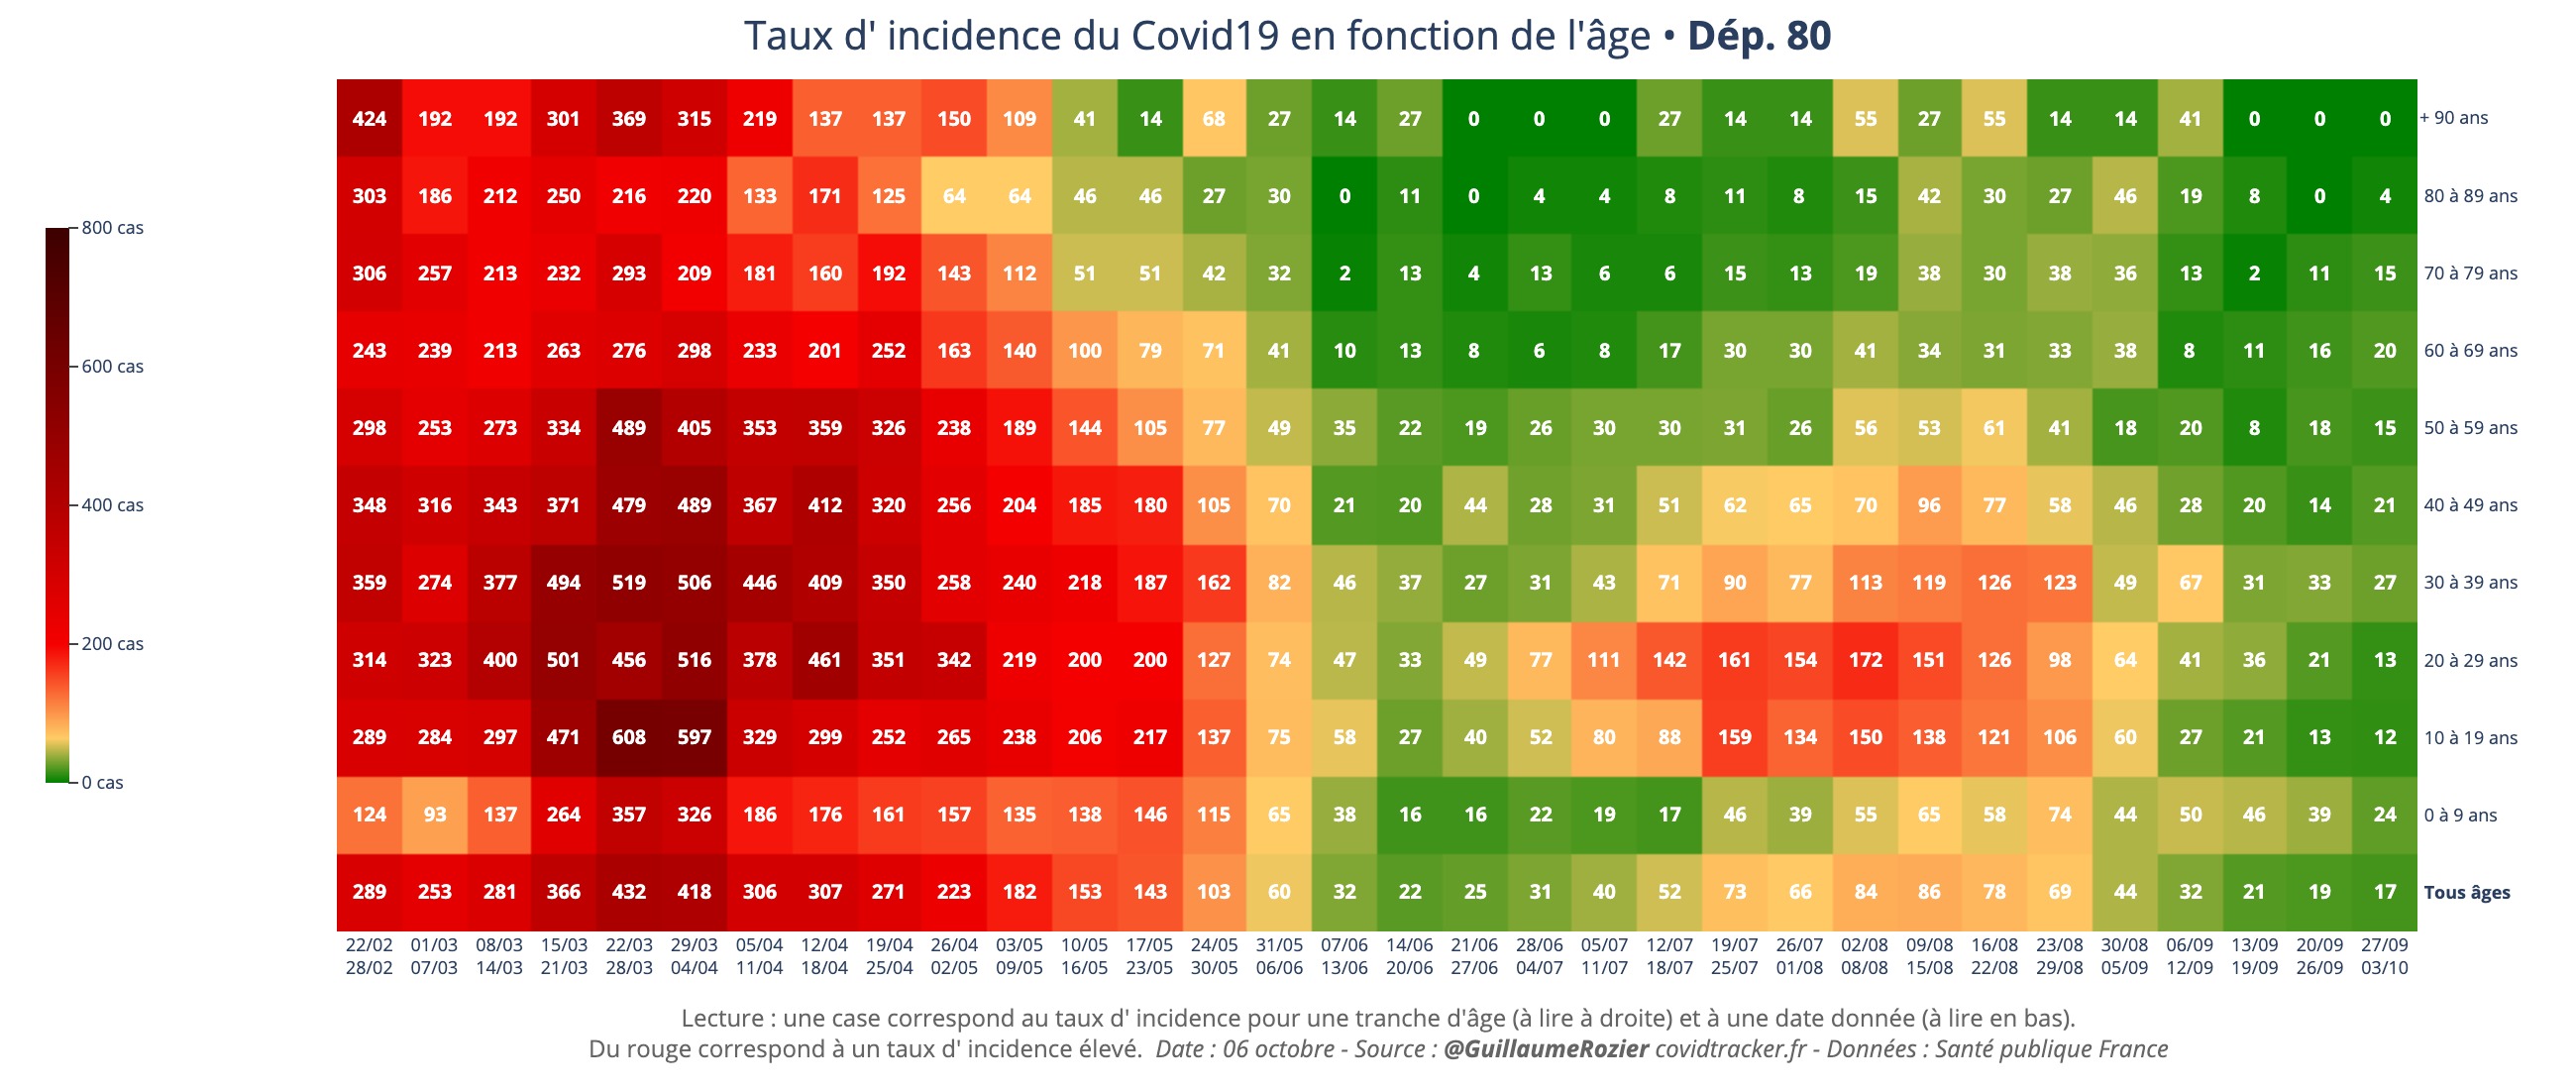 Taux d' incidence du Covid19 en fonction de l'âge • Dép. 80
800 cas
600 cas
400 cas
200 cas
0 cas
424 192 192 301 369 315 219 137 137 150 109 41 14 68 27 14 27 0 0 0 27 14 14 55 27 55 14 14 41 0 0 0 + 90 ans
303 186 212 250 216 220 133 171 125 64 64 46 46 27 30 0 11 0 4 4 8 11 8 15 42 30 27 46 19 8 0 4 80 à 89 ans
306 257 213 232 293 209 181 160 192 143 112 51 51 42 32 2 13 4 13 6 6 15 13 19 38 30 38 36 13 2 11 15 70 à 79 ans
243 239 213 263 276 298 233 201 252 163 140 100 79 71 41 10 13 8 6 8 17 30 30 41 34 31 33 38 8 11 16 20 60 à 69 ans
298 253 273 334 489 405 353 359 326 238 189 144 105 77 49 35 22 19 26 30 30 31 26 56 53 61 41 18 20 8 18 15 50 à 59 ans
348 316 343 371 479 489 367 412 320 256 204 185 180 105 70 21 20 44 28 31 51 62 65 70 96 77 58 46 28 20 14 21 40 à 49 ans
359 274 377 494 519 506 446 409 350 258 240 218 187 162 82 46 37 27 31 43 71 90 77 113 119 126 123 49 67 31 33 27 30 à 39 ans
314 323 400 501 456 516 378 461 351 342 219 200 200 127 74 47 33 49 77 111 142 161 154 172 151 126 98 64 41 36 21 13 20 à 29 ans
289 284 297 471 608 597 329 299 252 265 238 206 217 137 75 58 27 40 52 80 88 159 134 150 138 121 106 60 27 21 13 12 10 à 19 ans
124 93 137 264 357 326 186 176 161 157 135 138 146 115 65 38 16 16 22 19 17 46 39 55 65 58 74 44 50 46 39 24 0 à 9 ans
289 253 281 366 432 418 306 307 271 223 182 153 143 103 60 32 22 25 31 40 52 73 66 84 86 78 69 44 32 21 19 17 Tous âges
22/02 01/03 08/03 15/03 22/03 29/03 05/04 12/04 19/04 26/04 03/05 10/05 17/05 24/05 31/05 07/06 14/06 21/06 28/06 05/07 12/07 19/07 26/07 02/08 09/08 16/08 23/08 30/08 06/09 13/09 20/09 27/09
28/02 07/03 14/03 21/03 28/03 04/04 11/04 18/04 25/04 02/05 09/05 16/05 23/05 30/05 06/06 13/06 20/06 27/06 04/07 11/07 18/07 25/07 01/08 08/08 15/08 22/08 29/08 05/09 12/09 19/09 26/09 03/10
Lecture : une case correspond au taux d' incidence pour une tranche d'âge (à lire à droite) et à une date donnée (à lire en bas).
Du rouge correspond à un taux d' incidence élevé. Date : 06 octobre - Source : @GuillaumeRozier covidtracker.fr - Données : Santé publique France